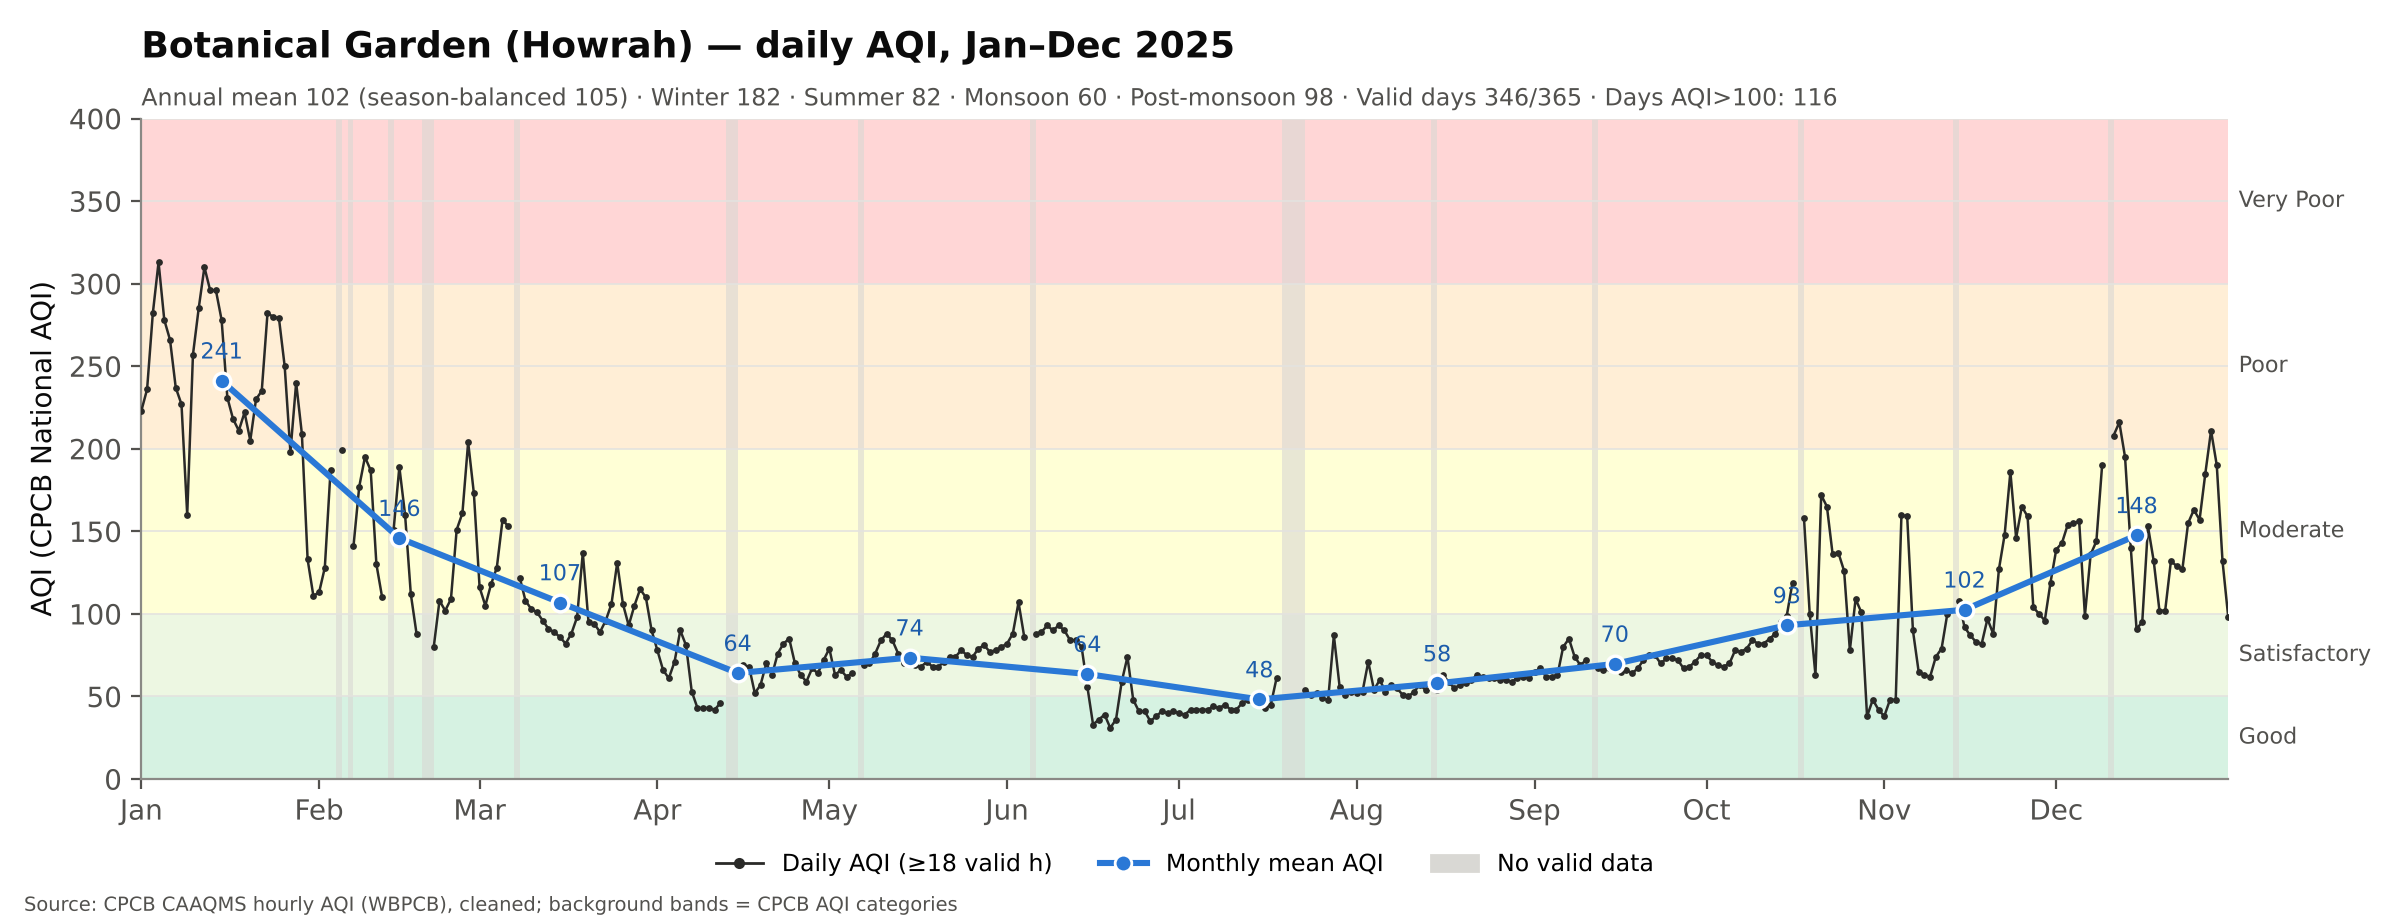 Botanical Garden (Howrah) — daily AQI, Jan–Dec 2025
Annual mean 102 (season-balanced 105) · Winter 182 · Summer 82 · Monsoon 60 · Post-monsoon 98 · Valid days 346/365 · Days AQI>100: 116
AQI (CPCB National AQI)
400
350
300
250
200
150
100
50
0
Very Poor
Poor
Moderate
Satisfactory
Good
241
146
107
64
74
64
48
58
70
93
102
148
Jan Feb Mar Apr May Jun Jul Aug Sep Oct Nov Dec
Daily AQI (≥18 valid h) Monthly mean AQI No valid data
Source: CPCB CAAQMS hourly AQI (WBPCB), cleaned; background bands = CPCB AQI categories